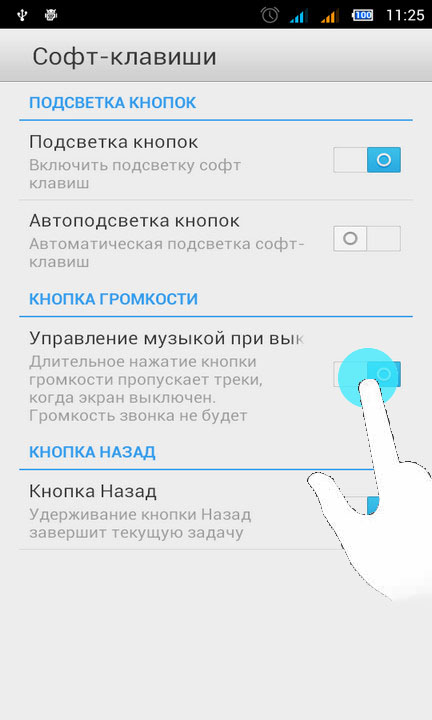 100 11:25
Софт-клавиши
ПОДСВЕТКА КНОПОК
Подсветка кнопок
Включить подсветку софт
клавиш
Автоподсветка кнопок
Автоматическая подсветка софт-
клавиш
КНОПКА ГРОМКОСТИ
Управление музыкой при вык
Длительное нажатие кнопки
громкости пропускает треки,
когда экран выключен.
Громкость звонка не будет
КНОПКА НАЗАД
Кнопка Назад
Удерживание кнопки Назад
завершит текущую задачу